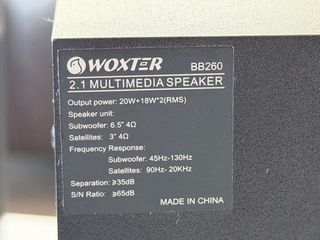 WOXTER BB260
2.1 MULTIMEDIA SPEAKER
Output power: 20W+18W*2(RMS)
Speaker unit:
Subwoofer: 6.5" 4Ω
Satellites: 3" 4Ω
Frequency Response:
Subwoofer: 45Hz-130Hz
Satellites: 90Hz- 20KHz
Separation: ≥35dB
S/N Ratio: ≥65dB
MADE IN CHINA